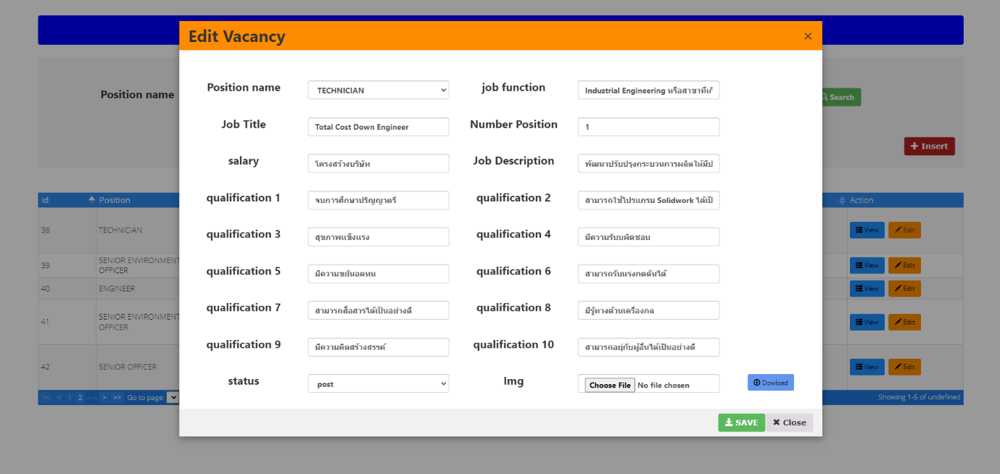 Edit Vacancy
×
Position name
TECHNICIAN
job function
Industrial Engineering หรือสาขาที่เกี
Job Title
Total Cost Down Engineer
Number Position
1
salary
โครงสร้างบริษัท
Job Description
พัฒนาปรับปรุงกระบวนการผลิตให้มีป
qualification 1
จบการศึกษาปริญญาตรี
qualification 2
สามารถใช้โปรแกรม Solidwork ได้เป็
qualification 3
สุขภาพแข็งแรง
qualification 4
มีความรับบผิดชอบ
qualification 5
มีความขยันอดทน
qualification 6
สามารถรับแรงกดดันได้
qualification 7
สามารถสื่อสารได้เป็นอย่างดี
qualification 8
มีรู้ทางด้านเครื่องกล
qualification 9
มีความคิดสร้างสรรค์
qualification 10
สามารถอยุ่กับผู้อื่นได้เป็นอย่างดี
status
post
Img
Choose File No file chosen
Dowload
SAVE
Close
Position name
Search
Insert
id Position Action
38 TECHNICIAN View Edit
39 SENIOR ENVIRONMENT OFFICER View Edit
40 ENGINEER View Edit
41 SENIOR ENVIRONMENT OFFICER View Edit
42 SENIOR OFFICER View Edit
<< < 1 2 ... > >> Go to page: Showing 1-5 of undefined